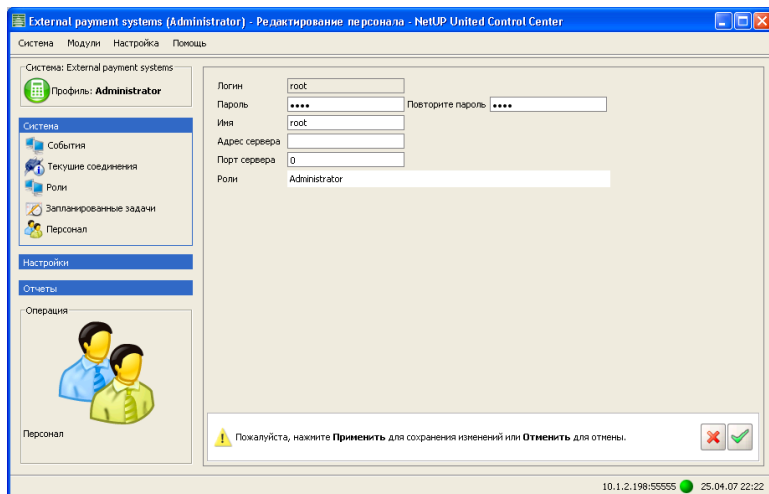 External payment systems (Administrator) - Редактирование персонала - NetUP United Control Center
Система Модули Настройка Помощь
Система: External payment systems
Профиль: Administrator
Система
События
Текущие соединения
Роли
Запланированные задачи
Персонал
Настройки
Отчеты
Операция
Персонал
Логин root
Пароль •••• Повторите пароль ••••
Имя root
Адрес сервера
Порт сервера 0
Роли Administrator
Пожалуйста, нажмите Применить для сохранения изменений или Отменить для отмены.
10.1.2.198:55555 25.04.07 22:22